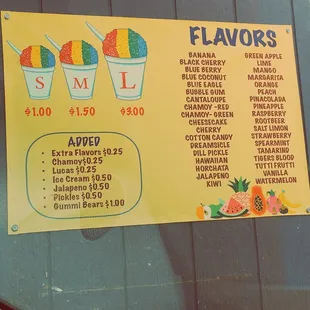 FLAVORS
S M L
$1.00 $1.50 $3.00
ADDED
• Extra Flavors $0.25
• Chamoy $0.25
• Lucas $0.25
• Ice Cream $0.50
• Jalapeno $0.50
• Pickles $0.50
• Gummi Bears $1.00
BANANA
BLACK CHERRY
BLUE BERRY
BLUE COCONUT
BLUE EAGLE
BUBBLE GUM
CANTALOUPE
CHAMOY -RED
CHAMOY -GREEN
CHEESECAKE
CHERRY
COTTON CANDY
DREAMSICLE
DILL PICKLE
HAWAIIAN
HORCHATA
JALAPENO
KIWI
GREEN APPLE
LIME
MANGO
MARGARITA
ORANGE
PEACH
PINACOLADA
PINEAPPLE
RASPBERRY
ROOTBEER
SALT LIMON
STRAWBERRY
SPEARMINT
TAMARIND
TIGERS BLOOD
TUTTI FRUTTI
VANILLA
WATERMELON